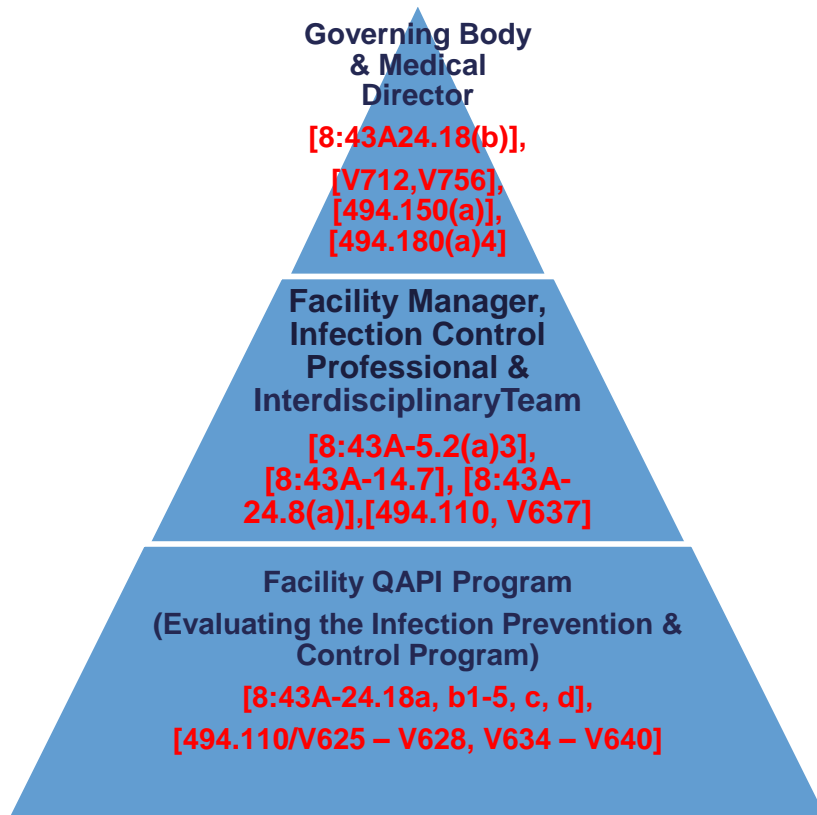 Governing Body
& Medical
Director
[8:43A24.18(b)],
[V712,V756],
[494.150(a)],
[494.180(a)4]
Facility Manager,
Infection Control
Professional &
InterdisciplinaryTeam
[8:43A-5.2(a)3],
[8:43A-14.7], [8:43A-
24.8(a)],[494.110, V637]
Facility QAPI Program
(Evaluating the Infection Prevention &
Control Program)
[8:43A-24.18a, b1-5, c, d],
[494.110/V625 – V628, V634 – V640]